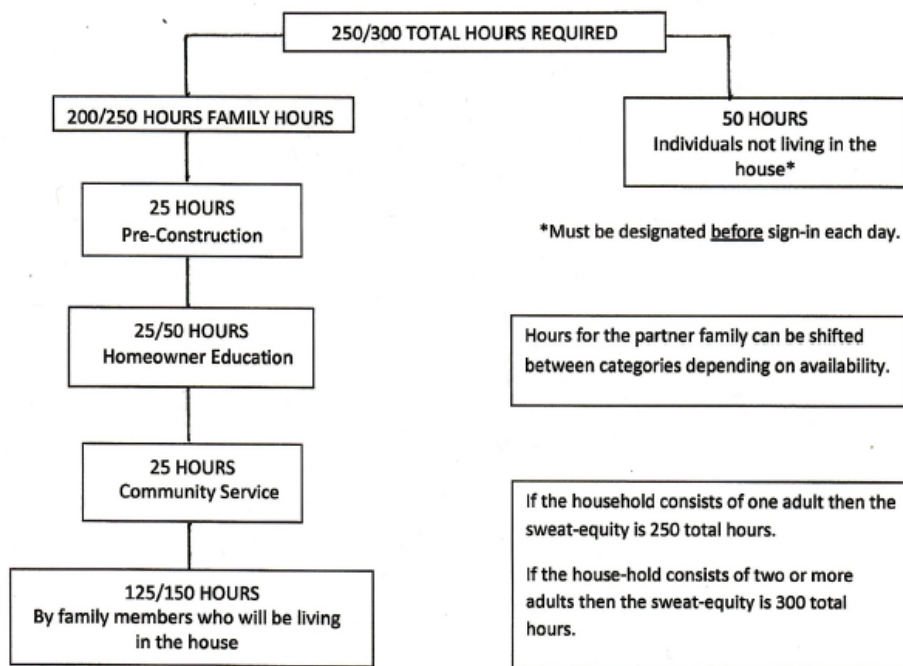 250/300 TOTAL HOURS REQUIRED
200/250 HOURS FAMILY HOURS
50 HOURS
Individuals not living in the
house*
25 HOURS
Pre-Construction
*Must be designated before sign-in each day.
25/50 HOURS
Homeowner Education
Hours for the partner family can be shifted
between categories depending on availability.
25 HOURS
Community Service
If the household consists of one adult then the
sweat-equity is 250 total hours.
If the house-hold consists of two or more
adults then the sweat-equity is 300 total
hours.
125/150 HOURS
By family members who will be living
in the house